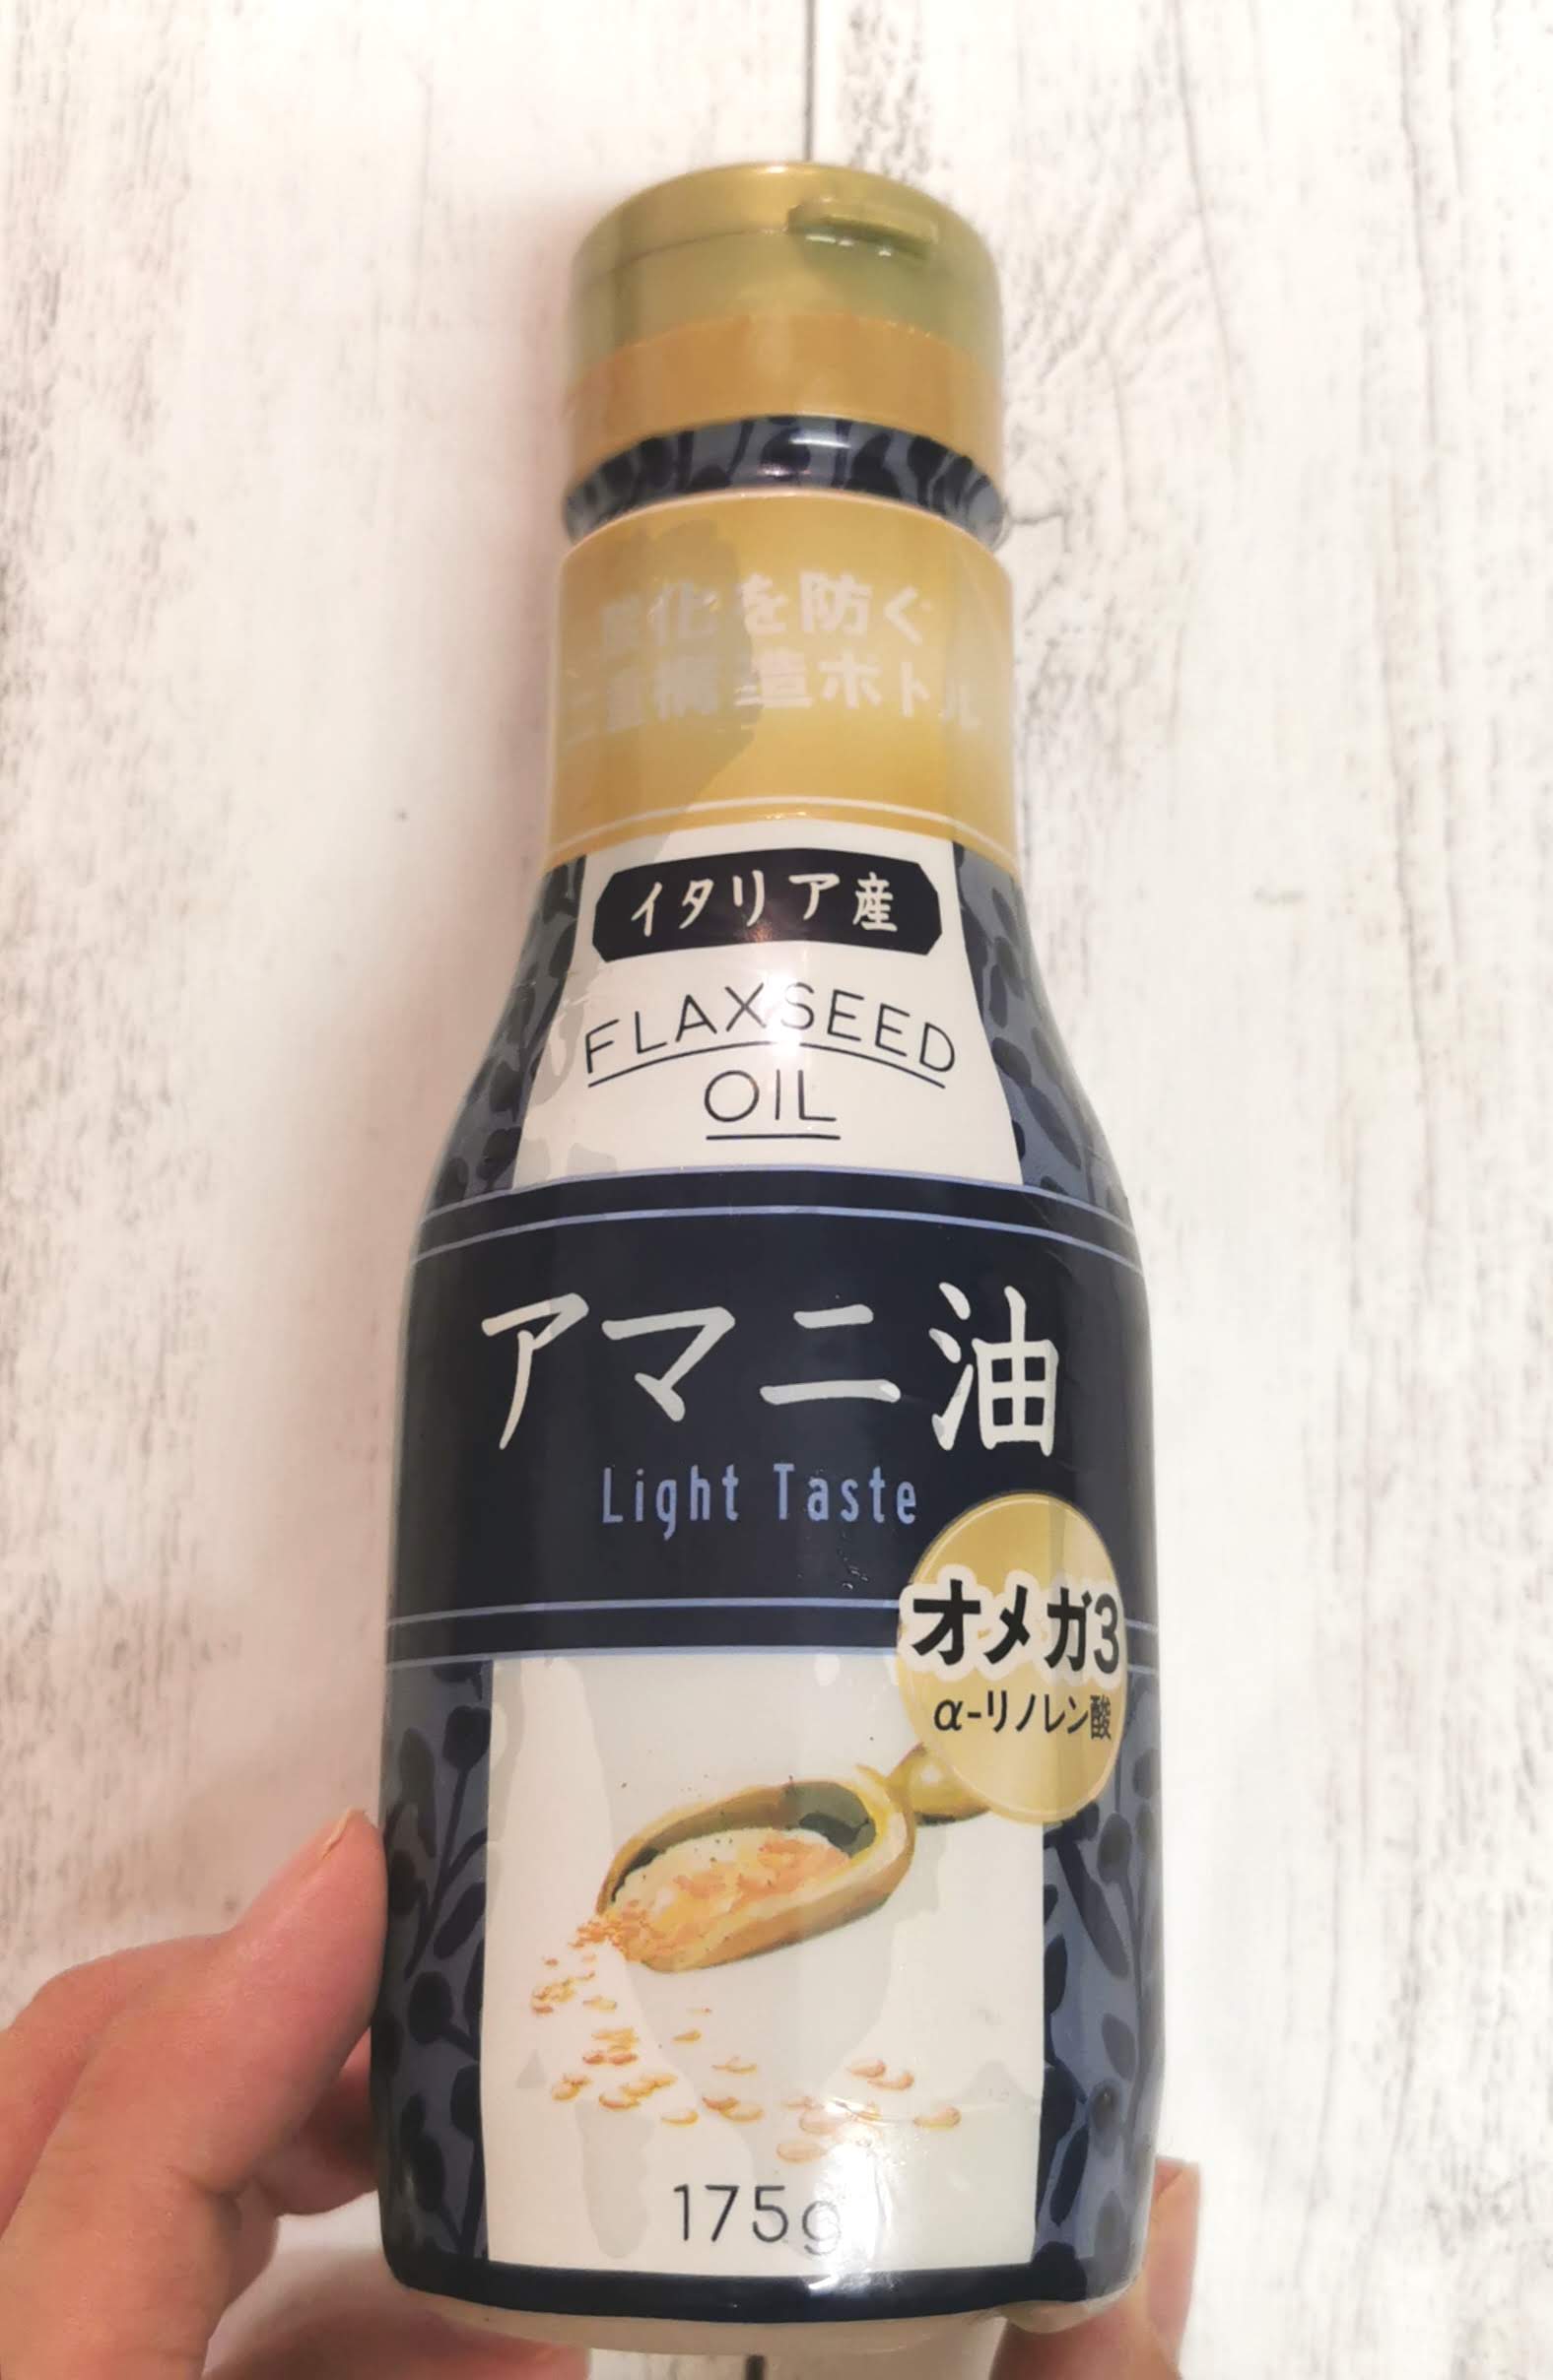 酸化を防ぐ
二重構造ボトル
イタリア産
FLAXSEED
OIL
アマニ油
Light Taste
オメガ3
α-リノレン酸
175g